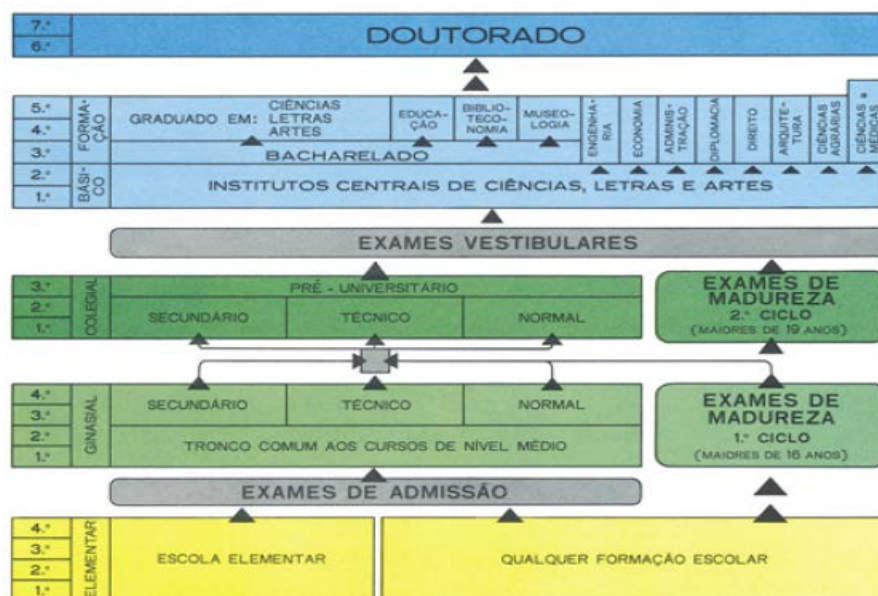 7.º
6.º
DOUTORADO
5.º
4.º
3.º
2.º
1.º
FORMA-
ÇÃO
BÁSI-
CO
GRADUADO EM:
CIÊNCIAS
LETRAS
ARTES
EDUCA-
ÇÃO
BIBLIO-
TECO-
NOMIA
MUSEO-
LOGIA
ENGENHA-
RIA
ECONOMIA
ADMINIS-
TRAÇÃO
DIPLOMACIA
DIREITO
ARQUITE-
TURA
CIÊNCIAS
AGRÁRIAS
CIÊNCIAS
MÉDICAS
BACHARELADO
INSTITUTOS CENTRAIS DE CIÊNCIAS, LETRAS E ARTES
EXAMES VESTIBULARES
3.º
2.º
1.º
COLEGIAL
PRÉ - UNIVERSITÁRIO
SECUNDÁRIO
TÉCNICO
NORMAL
EXAMES DE
MADUREZA
2.º CICLO
(MAIORES DE 19 ANOS)
4.º
3.º
2.º
1.º
GINASIAL
SECUNDÁRIO
TÉCNICO
NORMAL
TRONCO COMUM AOS CURSOS DE NÍVEL MÉDIO
EXAMES DE
MADUREZA
1.º CICLO
(MAIORES DE 16 ANOS)
EXAMES DE ADMISSÃO
4.º
3.º
2.º
1.º
ELEMENTAR
ESCOLA ELEMENTAR
QUALQUER FORMAÇÃO ESCOLAR